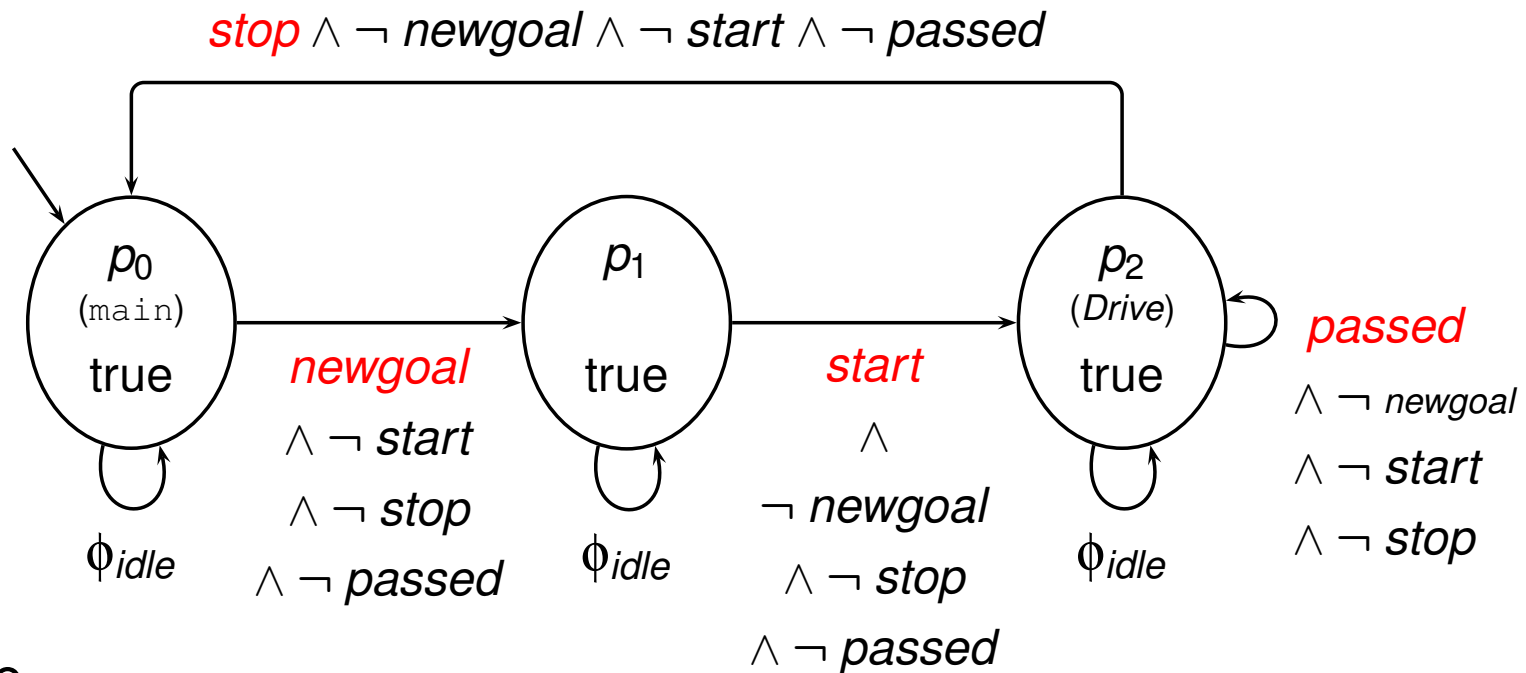 stop ∧ ¬ newgoal ∧ ¬ start ∧ ¬ passed
p₀
(main)
true
ϕidle
newgoal
∧ ¬ start
∧ ¬ stop
∧ ¬ passed
p₁
true
ϕidle
start
∧
¬ newgoal
∧ ¬ stop
∧ ¬ passed
p₂
(Drive)
true
ϕidle
passed
∧ ¬ newgoal
∧ ¬ start
∧ ¬ stop